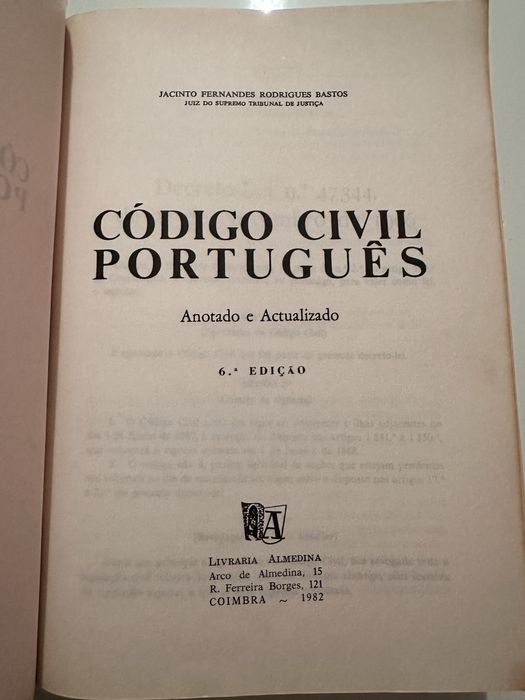 JACINTO FERNANDES RODRIGUES BASTOS
JUIZ DO SUPREMO TRIBUNAL DE JUSTIÇA
CÓDIGO CIVIL
PORTUGUÊS
Anotado e Actualizado
6.ª EDIÇÃO
A
LIVRARIA ALMEDINA
Arco de Almedina, 15
R. Ferreira Borges, 121
COIMBRA ~ 1982